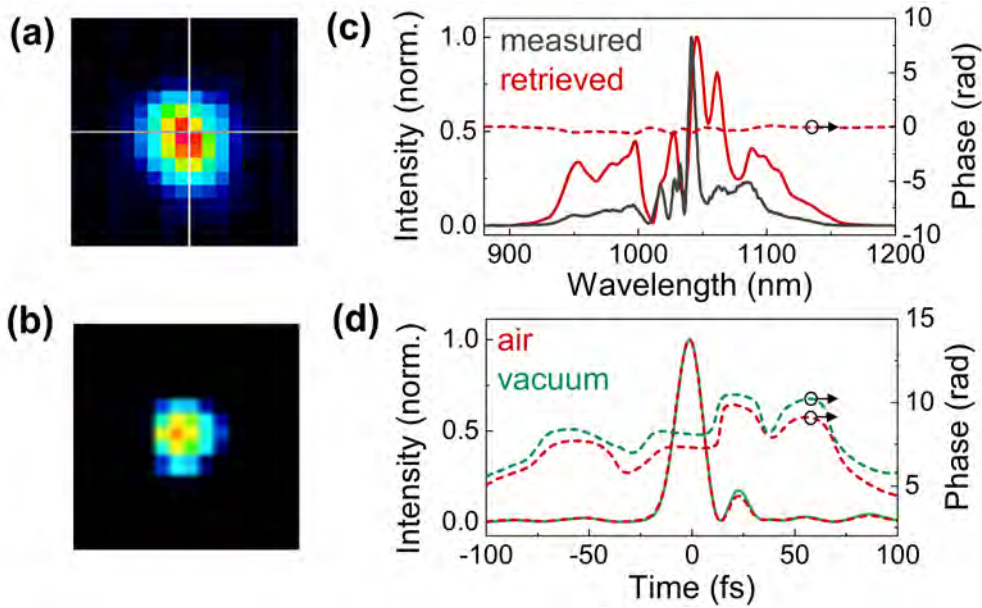 (a)
(b)
(c)
measured
retrieved
1.0
0.5
0.0
Intensity (norm.)
10
5
0
-5
-10
Phase (rad)
900
1000
1100
1200
Wavelength (nm)
(d)
air
vacuum
1.0
0.5
0.0
Intensity (norm.)
15
10
5
Phase (rad)
-100
-50
0
50
100
Time (fs)